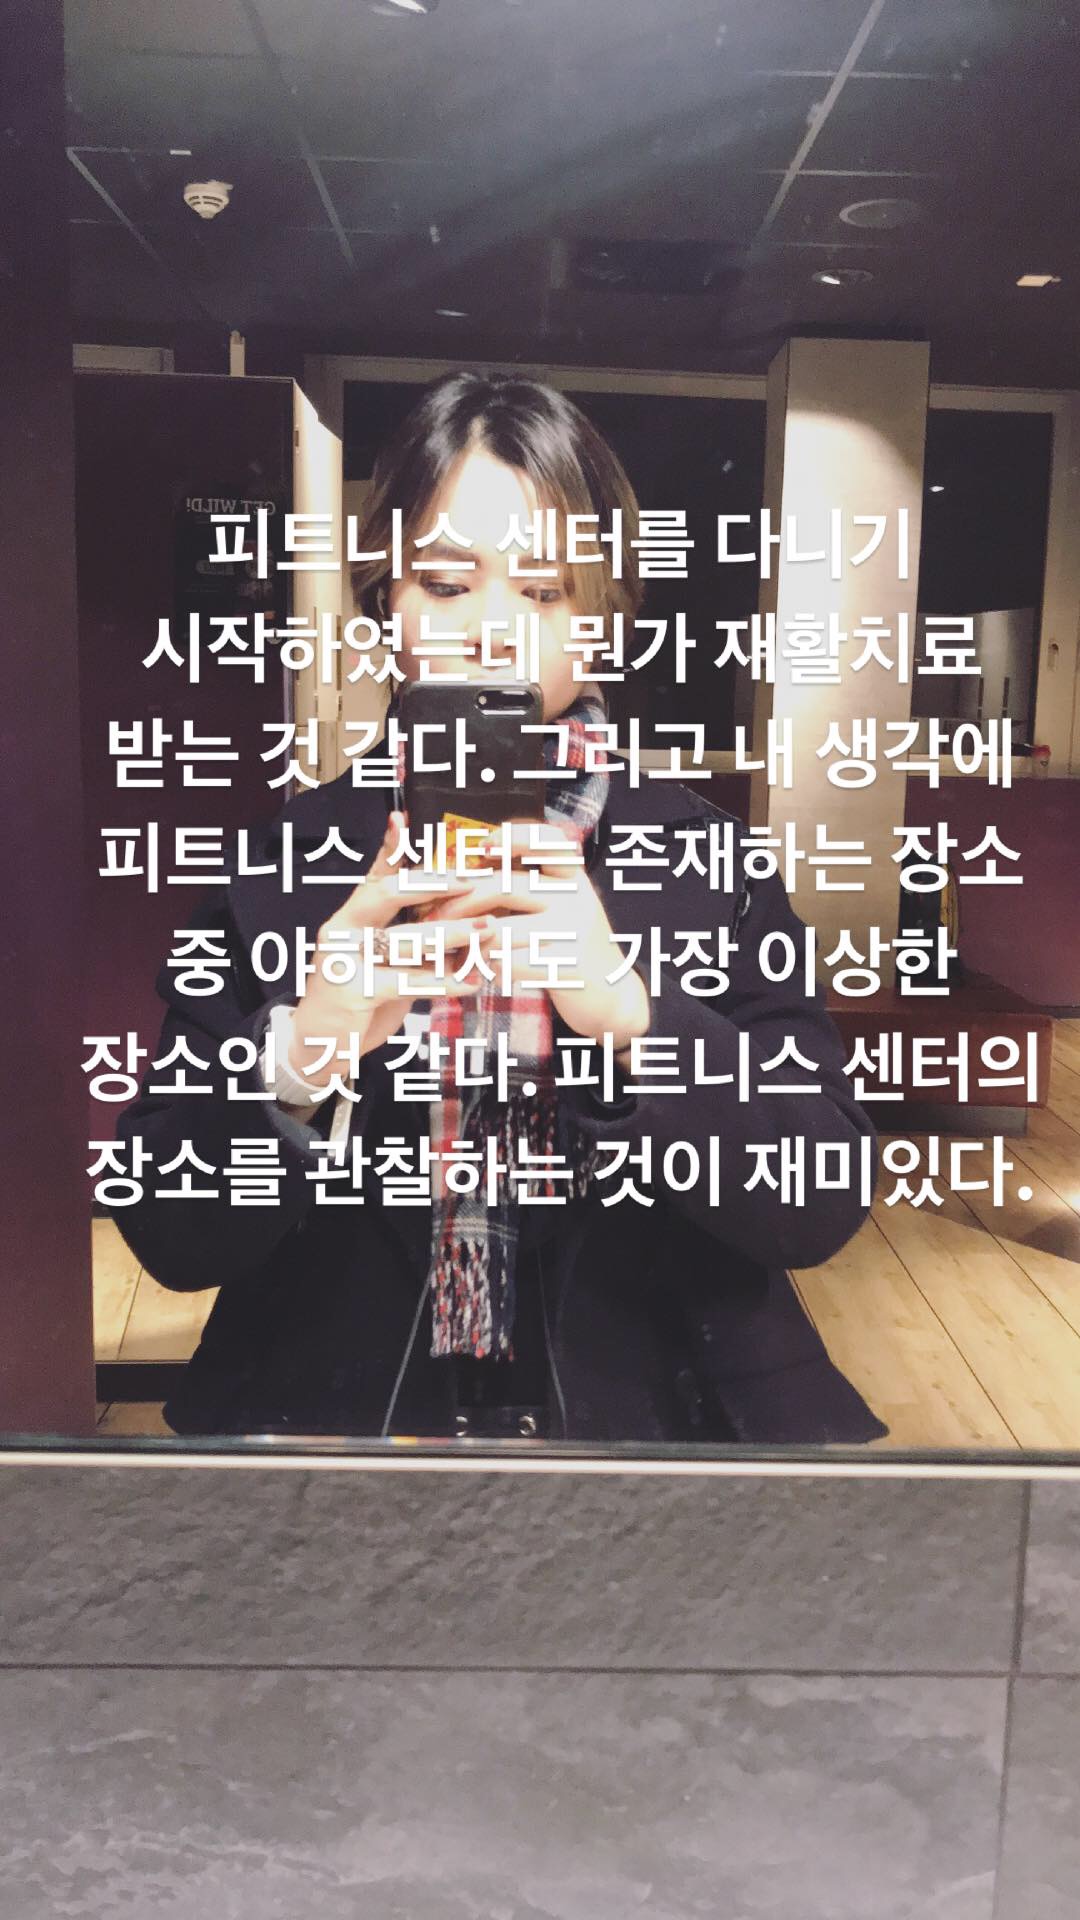 GET WILD!
피트니스 센터를 다니기
시작하였는데 뭔가 재활치료
받는 것 같다. 그리고 내 생각에
피트니스 센터는 존재하는 장소
중 야하면서도 가장 이상한
장소인 것 같다. 피트니스 센터의
장소를 관찰하는 것이 재미있다.